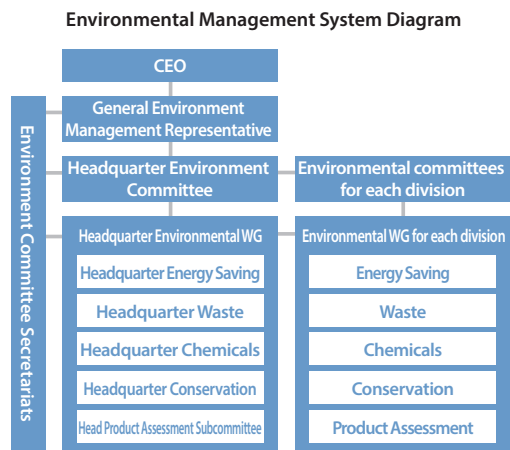 Environmental Management System Diagram
CEO
General Environment
Management Representative
Headquarter Environment
Committee
Environmental committees
for each division
Environment Committee Secretariats
Headquarter Environmental WG
Headquarter Energy Saving
Headquarter Waste
Headquarter Chemicals
Headquarter Conservation
Head Product Assessment Subcommittee
Environmental WG for each division
Energy Saving
Waste
Chemicals
Conservation
Product Assessment